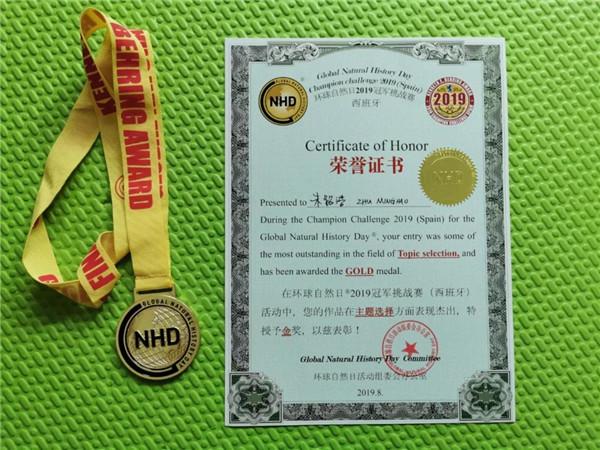 BEHRING AWARD
KENNETH
FIN
GLOBAL NATURAL HISTORY DAY
NHD
NHD
Global Natural History Day
Champion challenge 2019 (Spain)
环球自然日2019冠军挑战赛
西班牙
2019
Certificate of Honor
荣誉证书
NHD
Presented to 朱铭浩 ZHU MINGHAO
During the Champion Challenge 2019 (Spain) for the
Global Natural History Day®, your entry was some of
the most outstanding in the field of Topic selection, and
has been awarded the GOLD medal.
在环球自然日®2019冠军挑战赛（西班牙）
活动中，您的作品在主题选择方面表现杰出，特
授予金奖，以兹表彰！
Global Natural History Day Committee
环球自然日活动组委会办公室
2019.8.